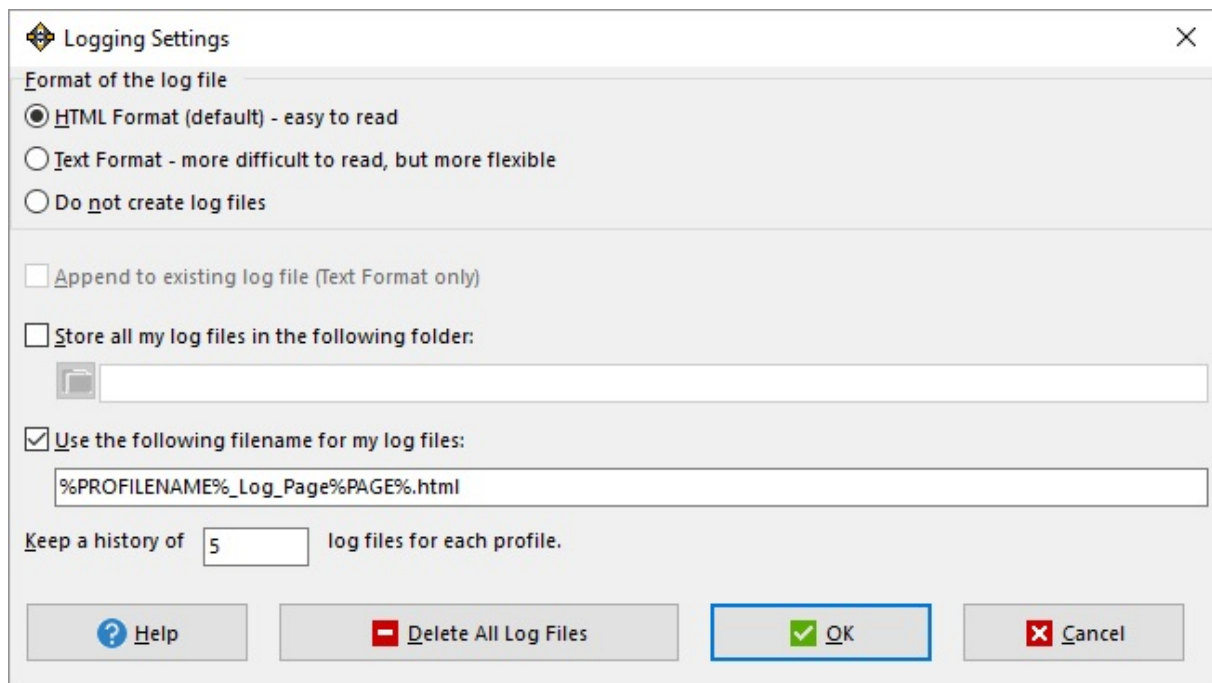 Logging Settings
Format of the log file
HTML Format (default) - easy to read
Text Format - more difficult to read, but more flexible
Do not create log files
Append to existing log file (Text Format only)
Store all my log files in the following folder:
Use the following filename for my log files:
%PROFILENAME%_Log_Page%PAGE%.html
Keep a history of 5 log files for each profile.
Help Delete All Log Files OK Cancel